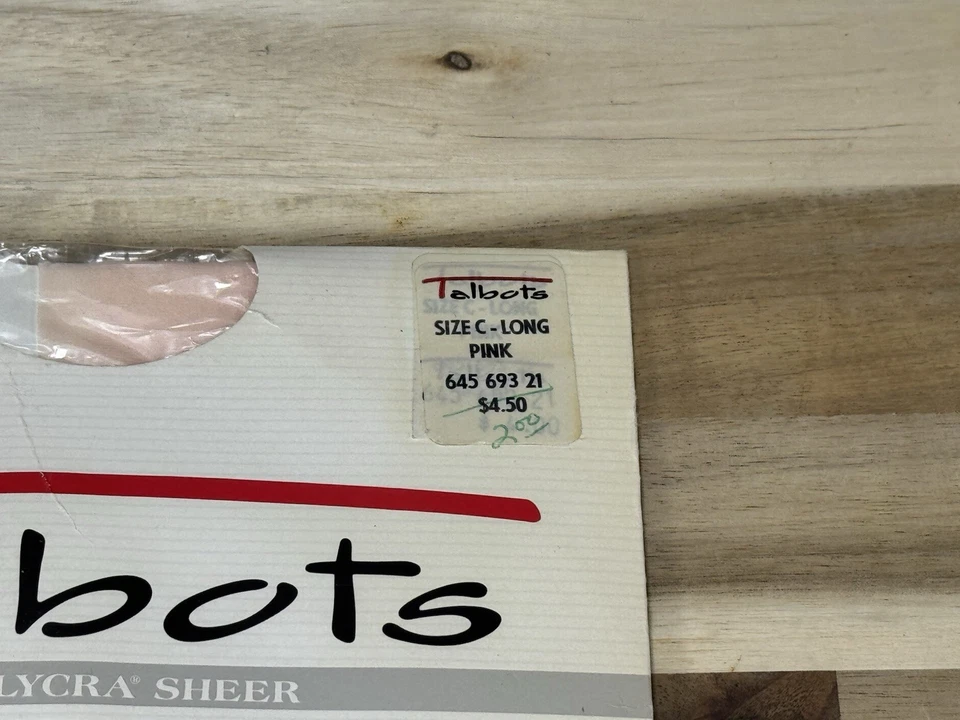 Talbots
SIZE C - LONG
PINK
645 693 21
$4.50
2.00
bots
LYCRA® SHEER